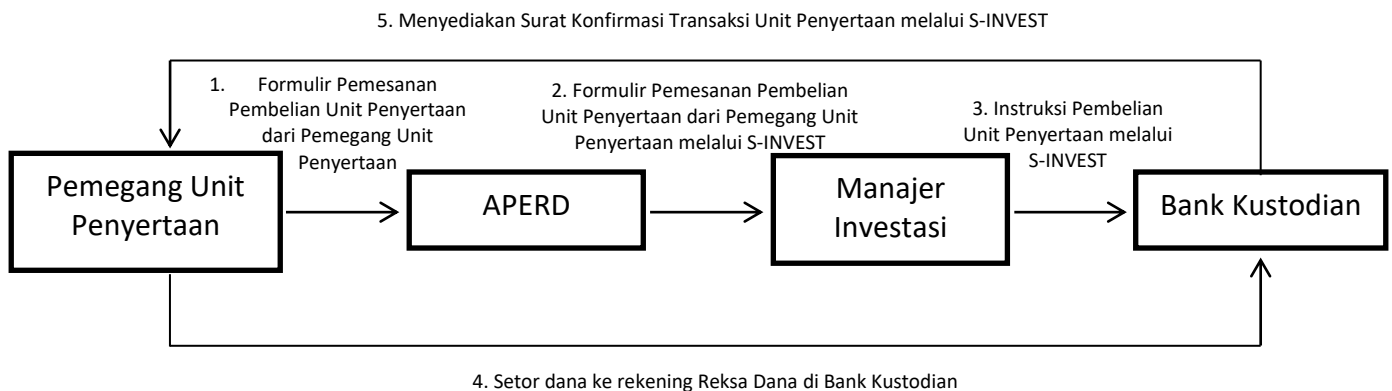 5. Menyediakan Surat Konfirmasi Transaksi Unit Penyertaan melalui S-INVEST
1. Formulir Pemesanan
Pembelian Unit Penyertaan
dari Pemegang Unit
Penyertaan
2. Formulir Pemesanan Pembelian
Unit Penyertaan dari Pemegang Unit
Penyertaan melalui S-INVEST
3. Instruksi Pembelian
Unit Penyertaan melalui
S-INVEST
Pemegang Unit
Penyertaan
APERD
Manajer
Investasi
Bank Kustodian
4. Setor dana ke rekening Reksa Dana di Bank Kustodian